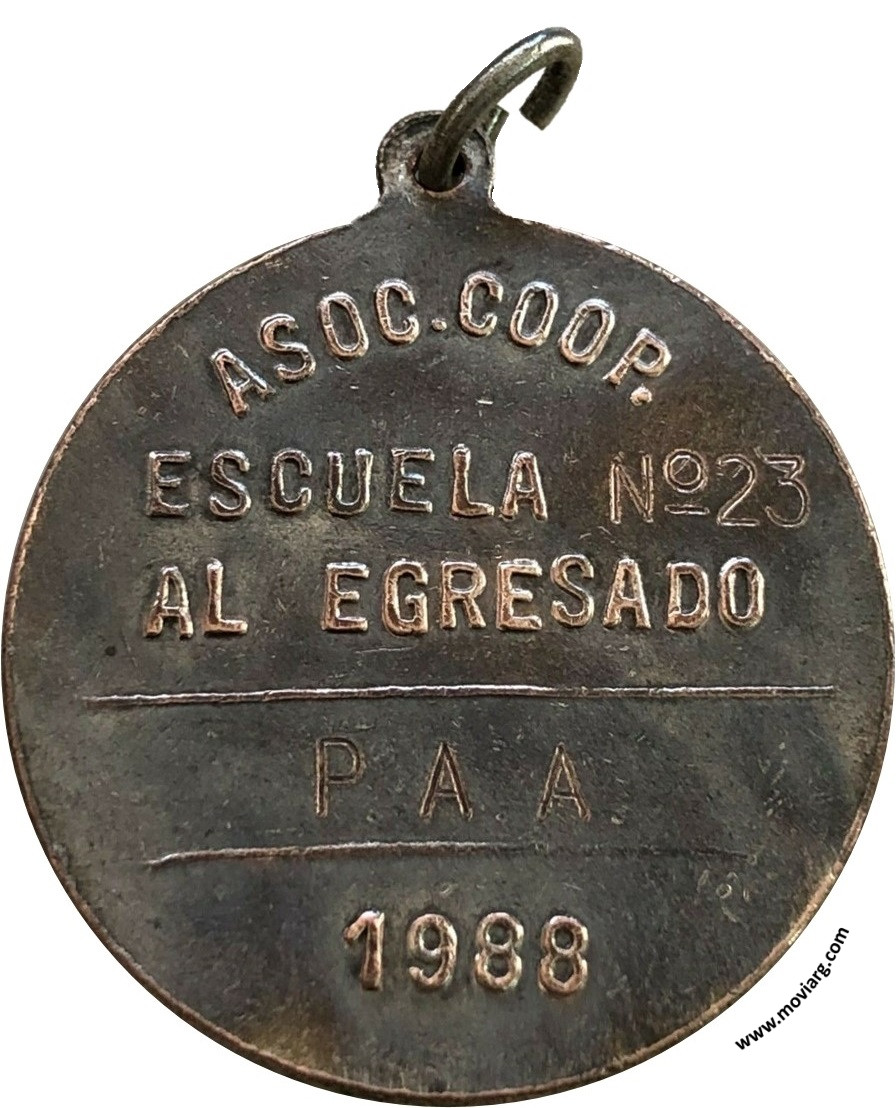 ASOC.COOP.
ESCUELA Nº23
AL EGRESADO
P A. A.
1988
www.moviarg.com